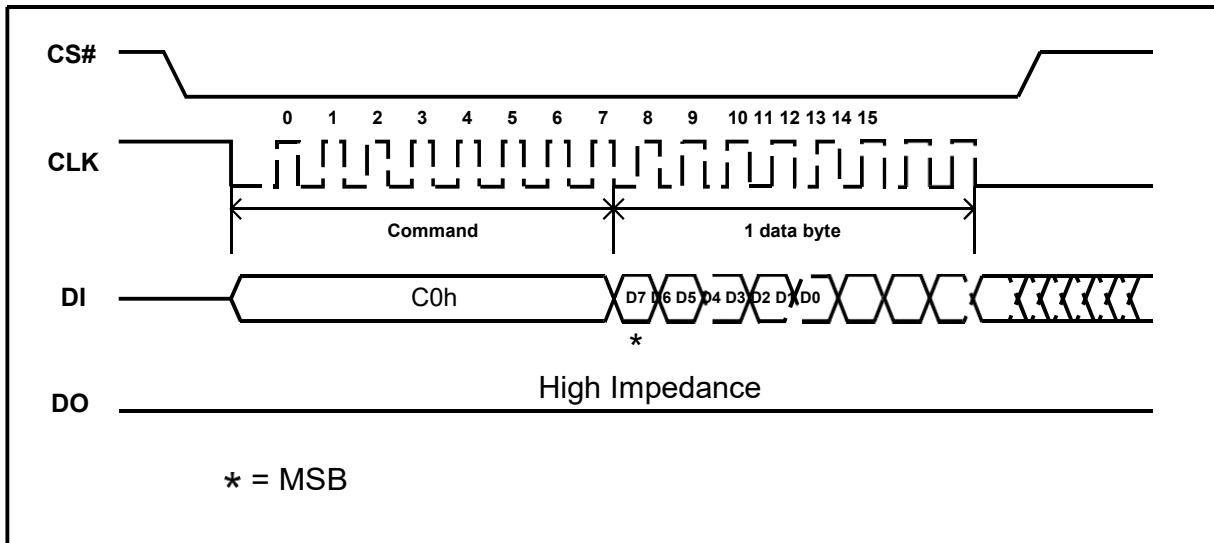 CS#
0 1 2 3 4 5 6 7 8 9 10 11 12 13 14 15
CLK
Command 1 data byte
DI C0h D7 D6 D5 D4 D3 D2 D1 D0
*
High Impedance
DO
* = MSB